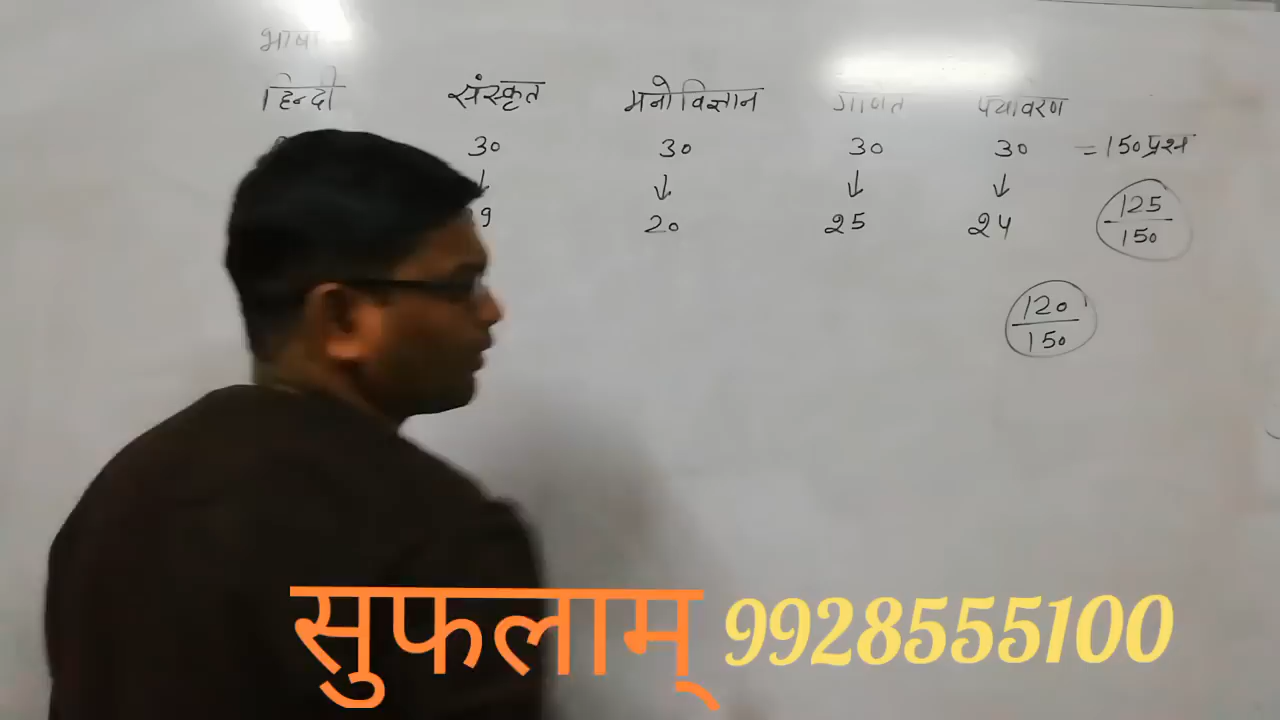 भाषा
हिन्दी संस्कृत मनोविज्ञान गणित पर्यावरण
30 30 30 30 = 150 प्रश्न
↓ ↓ ↓ ↓
9 20 25 24
125
150
120
150
सुफलाम् 9928555100